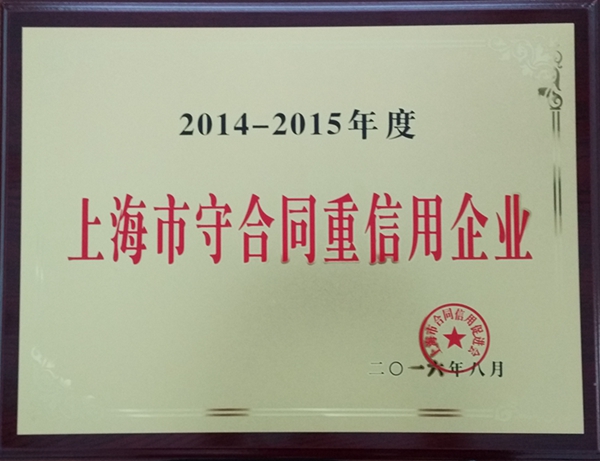 2014-2015年度
上海市守合同重信用企业
上海市合同信用促进会
二〇一六年八月